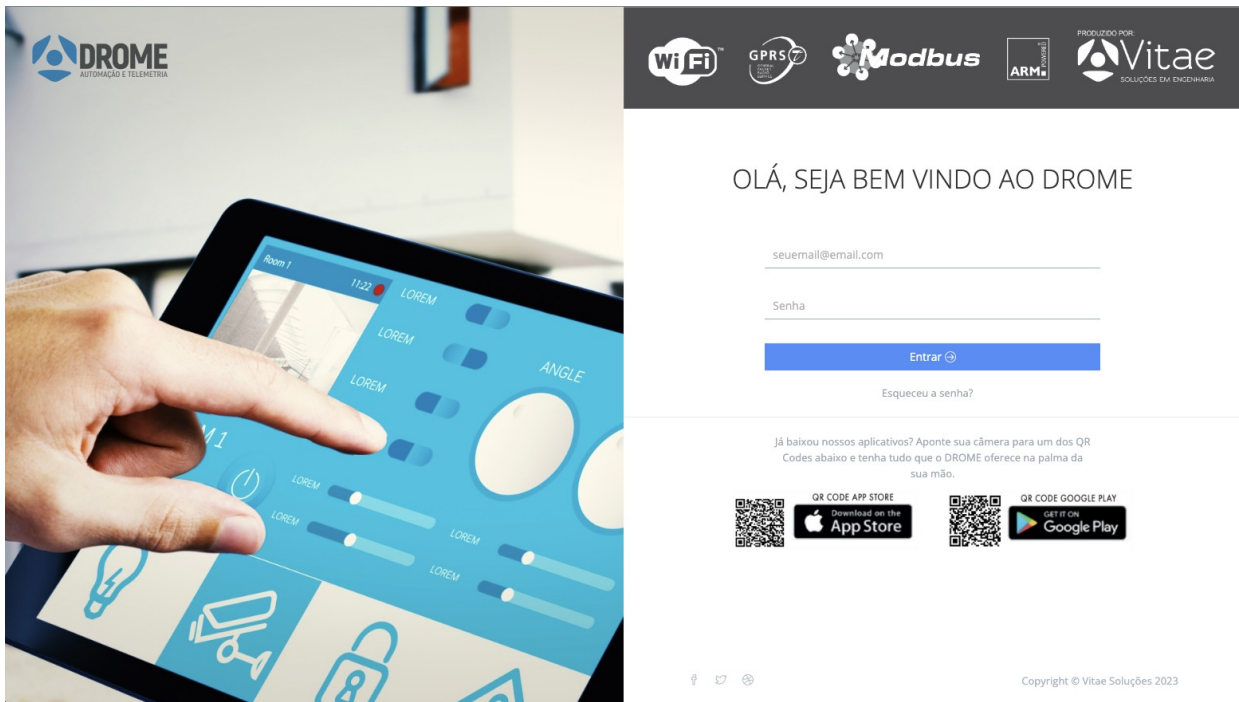 DROME
AUTOMAÇÃO E TELEMETRIA
Room 1
11:22
LOREM
LOREM
LOREM
ANGLE
M 1
LOREM
LOREM
LOREM
LOREM
WiFi™
GPRS
Modbus
ARM POWERED
PRODUZIDO POR:
Vitae
SOLUÇÕES EM ENGENHARIA
OLÁ, SEJA BEM VINDO AO DROME
seuemail@email.com
Senha
Entrar
Esqueceu a senha?
Já baixou nossos aplicativos? Aponte sua câmera para um dos QR
Codes abaixo e tenha tudo que o DROME oferece na palma da
sua mão.
QR CODE APP STORE
Download on the
App Store
QR CODE GOOGLE PLAY
GET IT ON
Google Play
Copyright © Vitae Soluções 2023